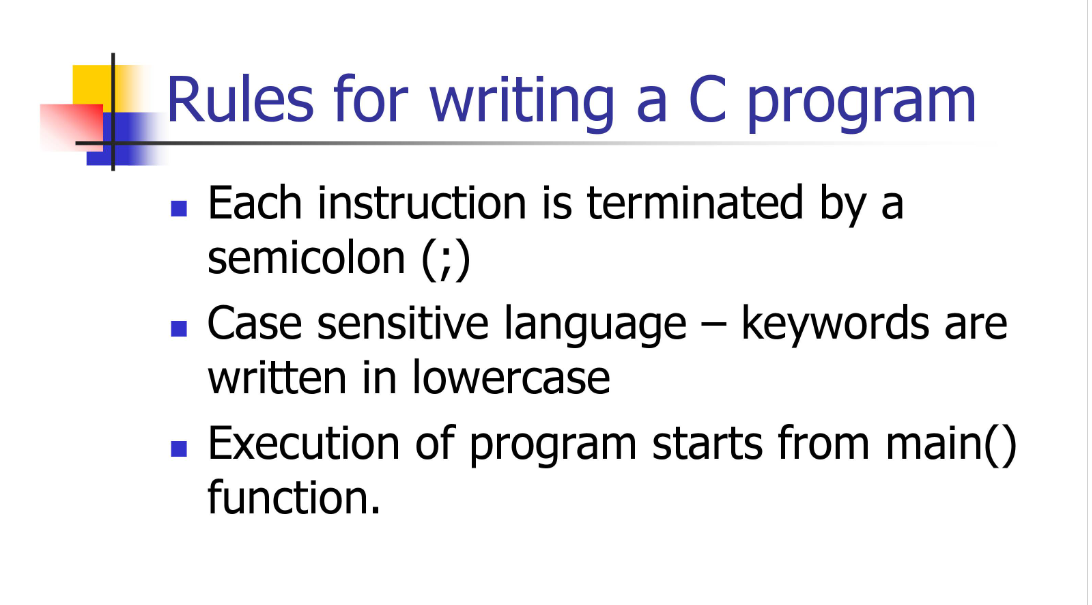 Rules for writing a C program
Each instruction is terminated by a
semicolon (;)
Case sensitive language – keywords are
written in lowercase
Execution of program starts from main()
function.